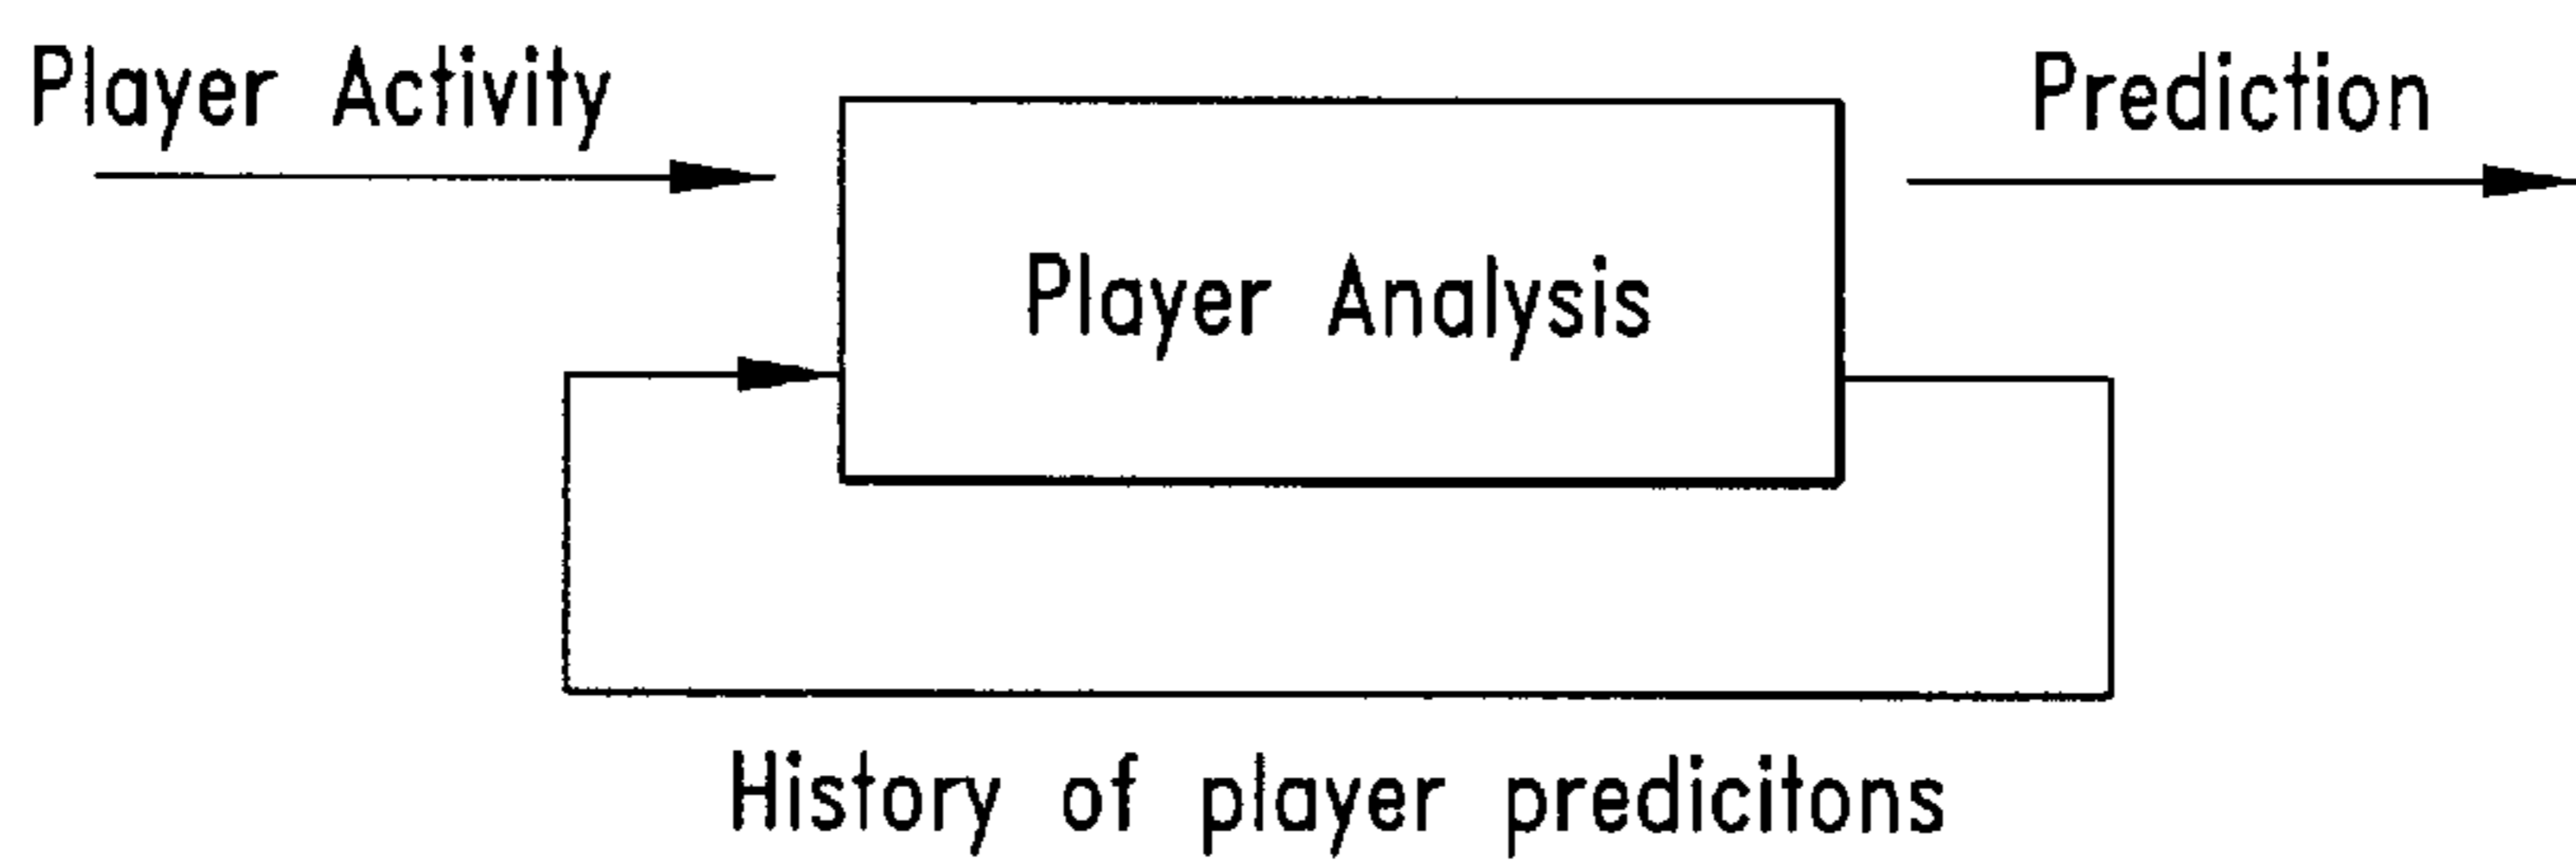 Player Activity
Prediction
Player Analysis
History of player predicitons